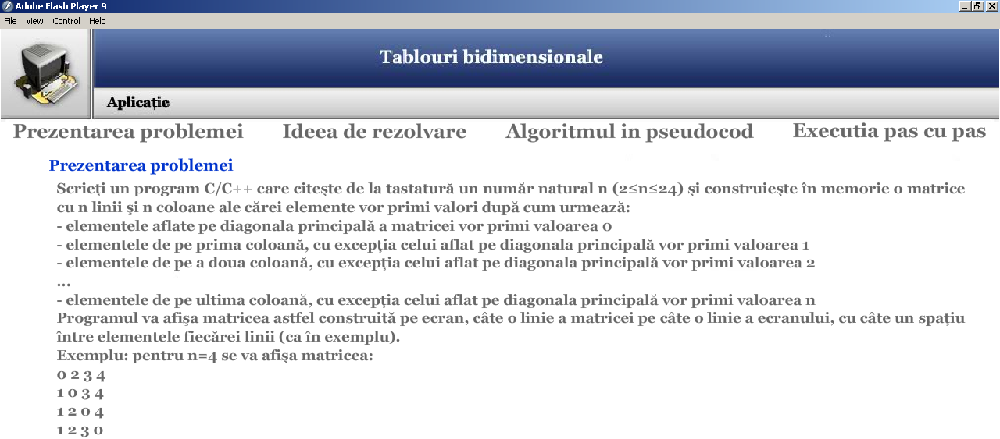 Adobe Flash Player 9
File View Control Help
Tablouri bidimensionale
Aplicație
Prezentarea problemei Ideea de rezolvare Algoritmul in pseudocod Executia pas cu pas
Prezentarea problemei
Scrieți un program C/C++ care citeşte de la tastatură un număr natural n (2≤n≤24) şi construieşte în memorie o matrice
cu n linii şi n coloane ale cărei elemente vor primi valori după cum urmează:
- elementele aflate pe diagonala principală a matricei vor primi valoarea 0
- elementele de pe prima coloană, cu excepția celui aflat pe diagonala principală vor primi valoarea 1
- elementele de pe a doua coloană, cu excepția celui aflat pe diagonala principală vor primi valoarea 2
...
- elementele de pe ultima coloană, cu excepția celui aflat pe diagonala principală vor primi valoarea n
Programul va afişa matricea astfel construită pe ecran, câte o linie a matricei pe câte o linie a ecranului, cu câte un spațiu
între elementele fiecărei linii (ca în exemplu).
Exemplu: pentru n=4 se va afişa matricea:
0 2 3 4
1 0 3 4
1 2 0 4
1 2 3 0